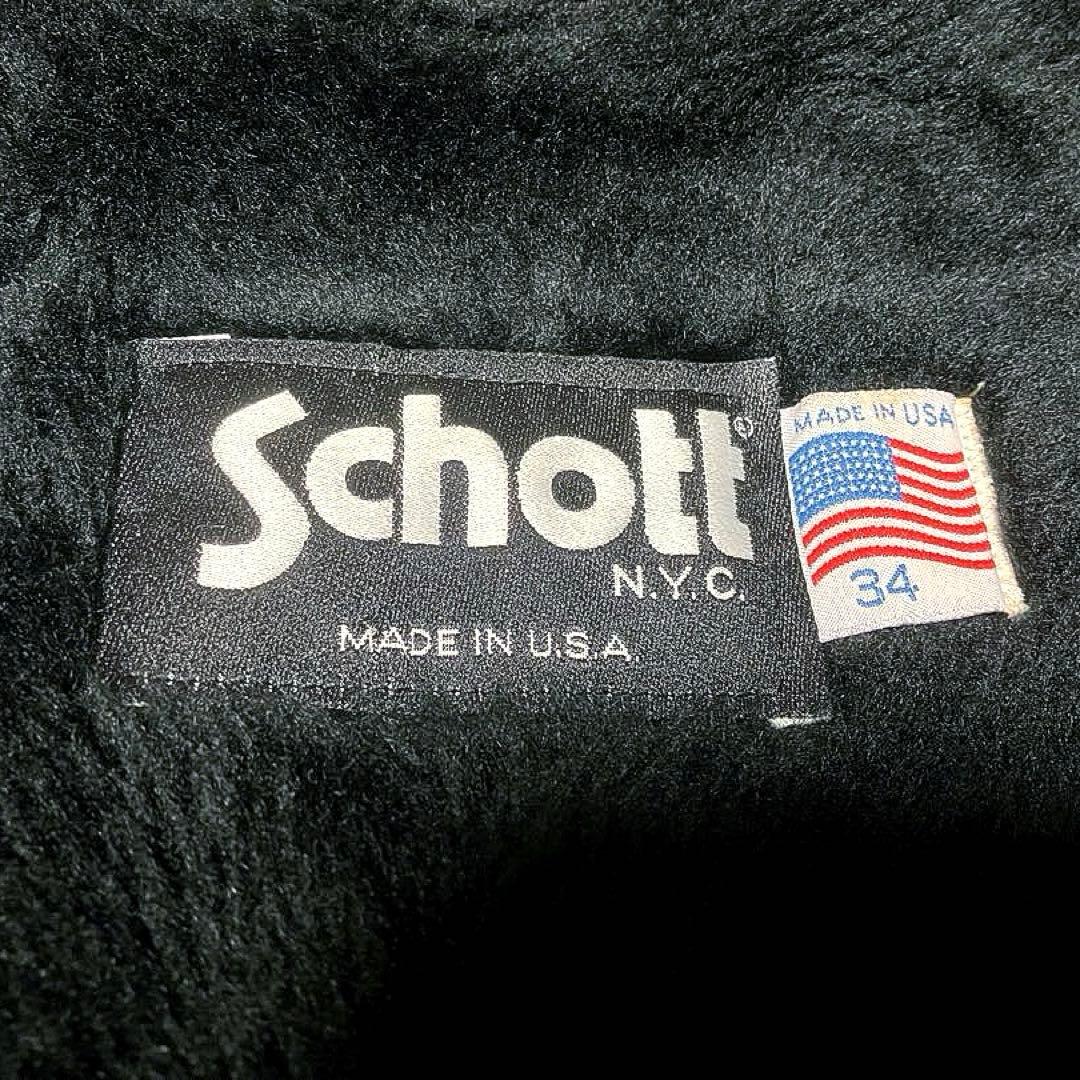 Schott®
N.Y.C.
MADE IN U.S.A.
MADE IN USA
34